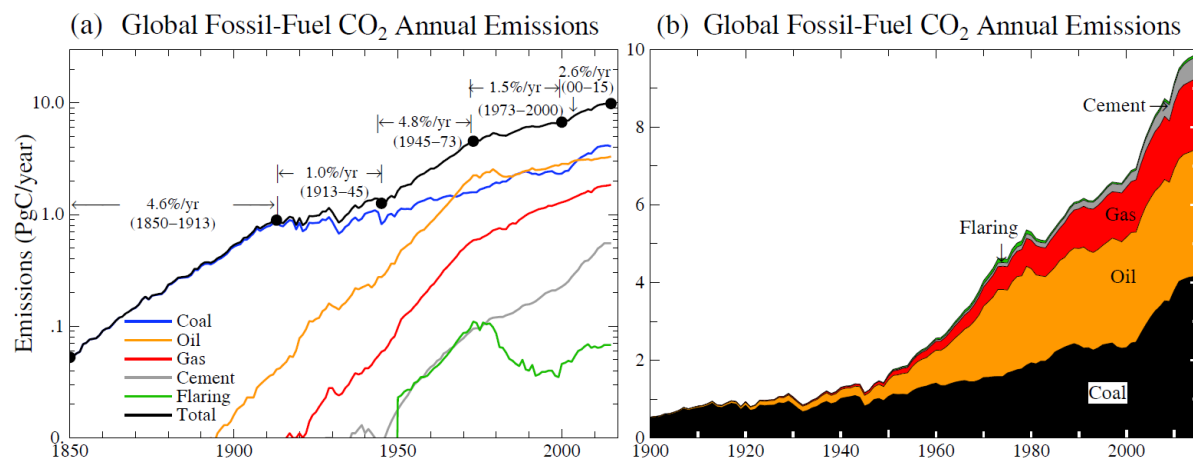 (a) Global Fossil-Fuel CO₂ Annual Emissions
Emissions (PgC/year)
10.0
1.0
.1
0
1850
1900
1950
2000
4.6%/yr
(1850−1913)
1.0%/yr
(1913−45)
4.8%/yr
(1945−73)
1.5%/yr
(1973−2000)
2.6%/yr
(00−15)
Coal
Oil
Gas
Cement
Flaring
Total
(b) Global Fossil-Fuel CO₂ Annual Emissions
10
8
6
4
2
0
1900
1920
1940
1960
1980
2000
Cement
Flaring
Gas
Oil
Coal